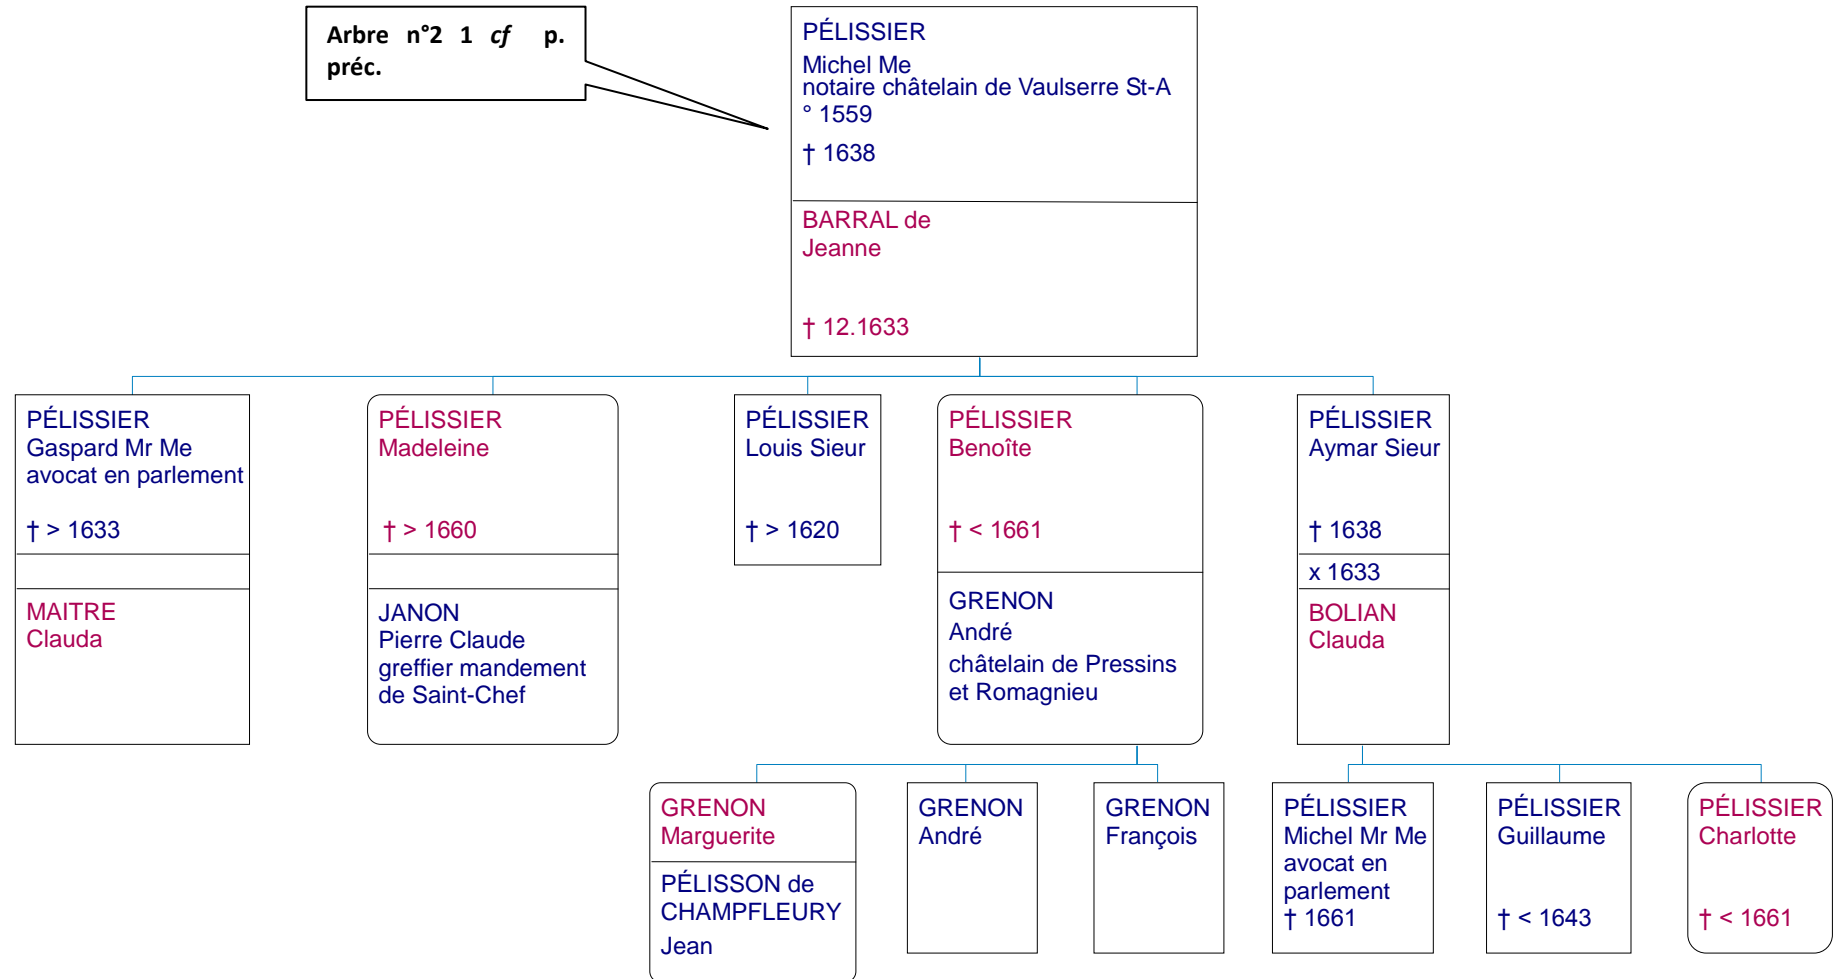 Arbre n°2 1 cf p.
préc.
PÉLISSIER
Michel Me
notaire châtelain de Vaulserre St-A
° 1559
† 1638
BARRAL de
Jeanne
† 12.1633
PÉLISSIER
Gaspard Mr Me
avocat en parlement
† > 1633
MAITRE
Clauda
PÉLISSIER
Madeleine
† > 1660
JANON
Pierre Claude
greffier mandement
de Saint-Chef
PÉLISSIER
Louis Sieur
† > 1620
PÉLISSIER
Benoîte
† < 1661
GRENON
André
châtelain de Pressins
et Romagnieu
PÉLISSIER
Aymar Sieur
† 1638
x 1633
BOLIAN
Clauda
GRENON
Marguerite
PÉLISSON de
CHAMPFLEURY
Jean
GRENON
André
GRENON
François
PÉLISSIER
Michel Mr Me
avocat en
parlement
† 1661
PÉLISSIER
Guillaume
† < 1643
PÉLISSIER
Charlotte
† < 1661